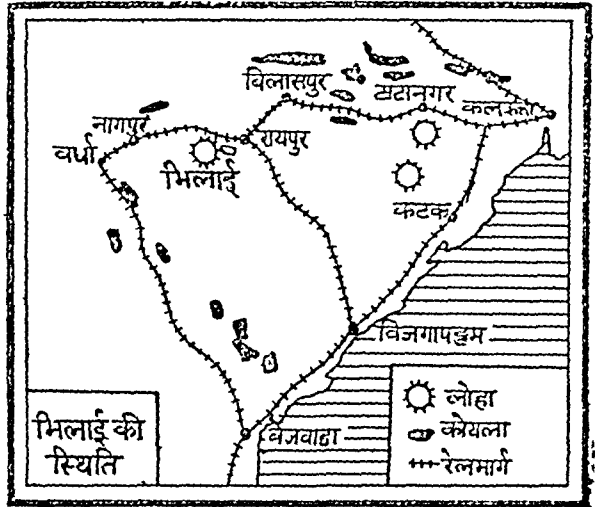 बिलासपुर
टाटानगर
कलकत्ता
नागपुर
रायपुर
वर्धा
भिलाई
कटक
विजगापट्टम
लोहा
कोयला
रेलमार्ग
भिलाई की
स्थिति
विजवाडा